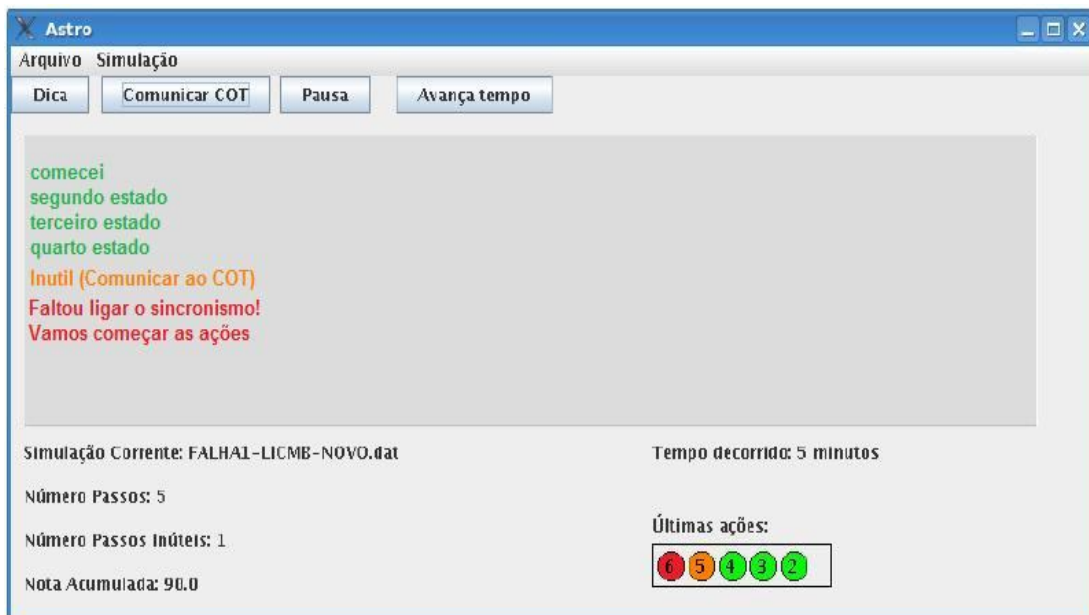 Astro
Arquivo Simulação
Dica Comunicar COT Pausa Avança tempo
comecei
segundo estado
terceiro estado
quarto estado
Inutil (Comunicar ao COT)
Faltou ligar o sincronismo!
Vamos começar as ações
Simulação Corrente: FALHA1-LICMB-NOVO.dat
Tempo decorrido: 5 minutos
Número Passos: 5
Número Passos Inúteis: 1
Últimas ações:
6 5 4 3 2
Nota Acumulada: 90.0